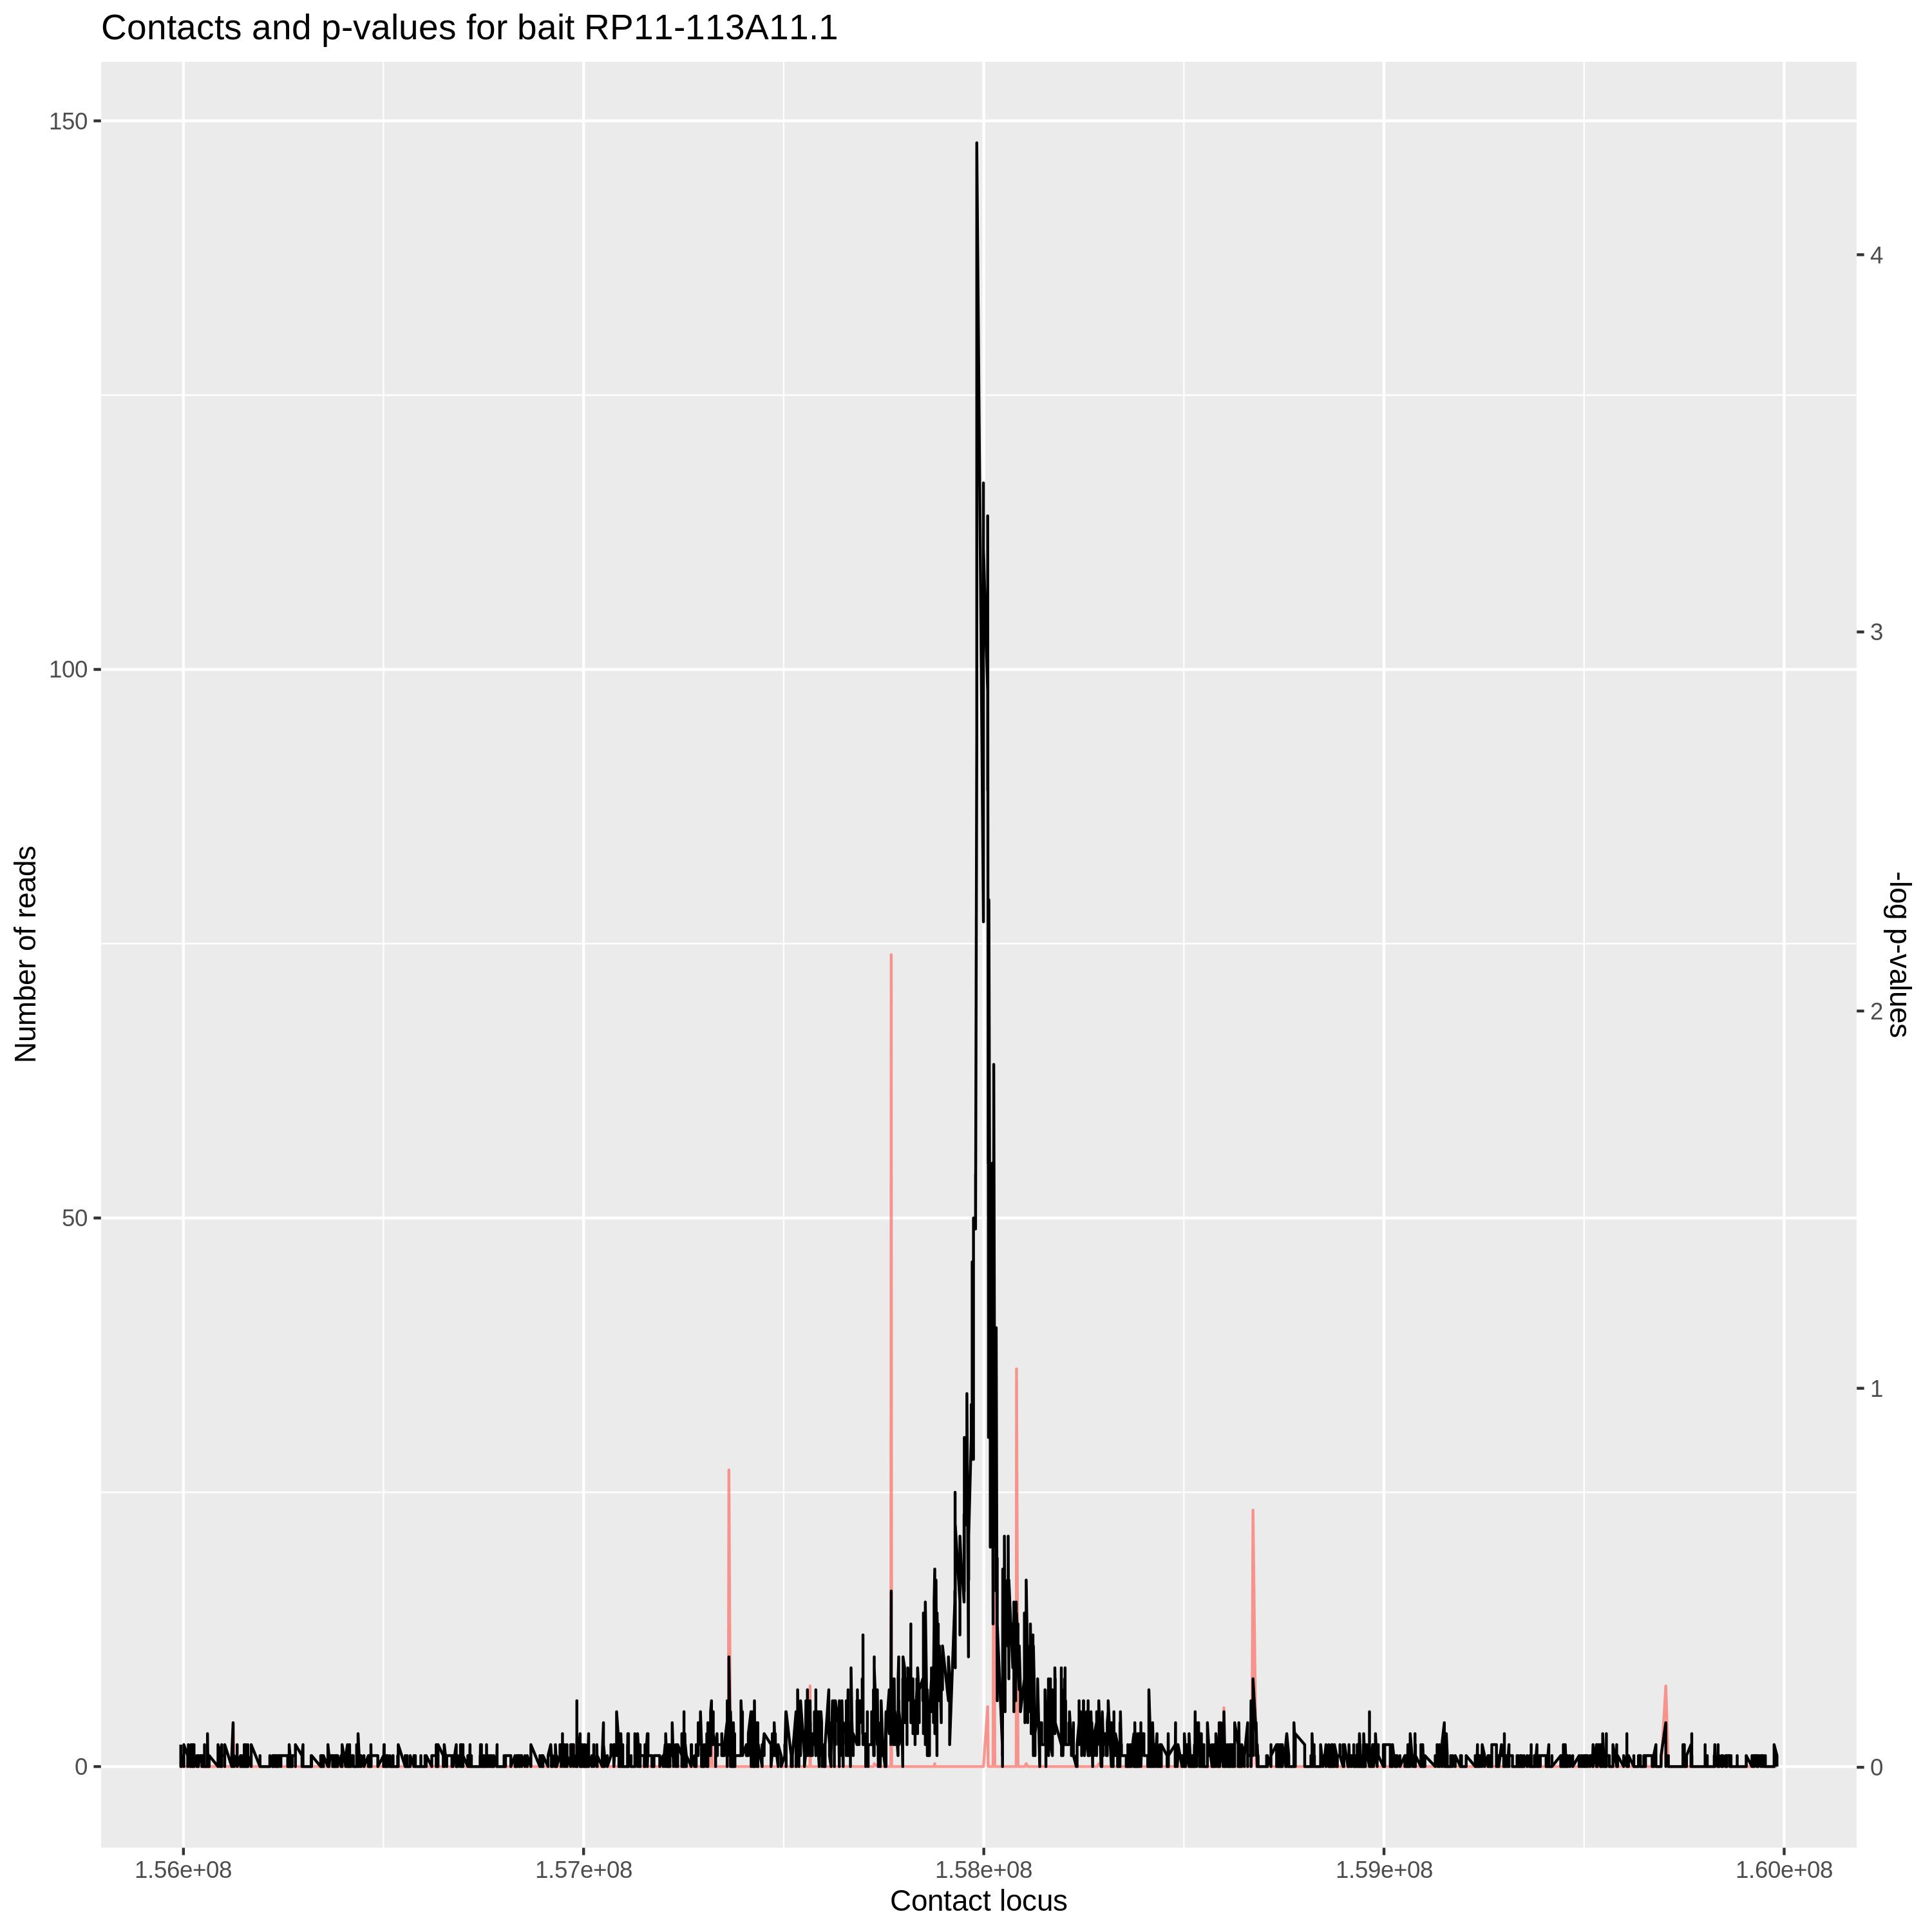 Contacts and p-values for bait RP11-113A11.1
150
100
50
0
Number of reads
4
3
2
1
0
-log p-values
1.56e+08
1.57e+08
1.58e+08
1.59e+08
1.60e+08
Contact locus